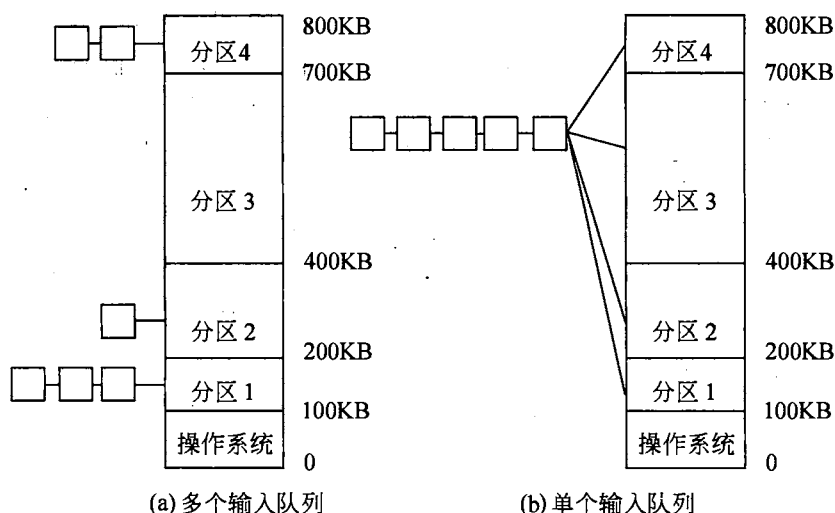 800KB
分区4
700KB
分区 3
400KB
分区 2
200KB
分区 1
100KB
操作系统
0
(a) 多个输入队列
800KB
分区4
700KB
分区 3
400KB
分区 2
200KB
分区 1
100KB
操作系统
0
(b) 单个输入队列